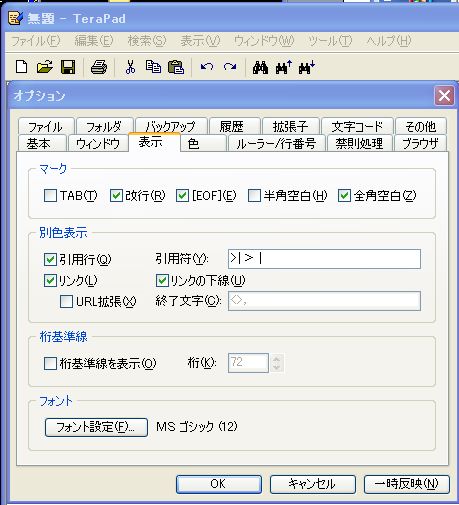 無題 - TeraPad
ファイル(F) 編集(E) 検索(S) 表示(V) ウィンドウ(W) ツール(T) ヘルプ(H)
オプション
ファイル フォルダ バックアップ 履歴 拡張子 文字コード その他
基本 ウィンドウ 表示 色 ルーラー/行番号 禁則処理 ブラウザ
マーク
TAB(T) 改行(R) [EOF](E) 半角空白(H) 全角空白(Z)
別色表示
引用行(Q) 引用符(Y): >|>|
リンク(L) リンクの下線(U)
URL拡張(X) 終了文字(C): <>,
桁基準線
桁基準線を表示(O) 桁(K): 72
フォント
フォント設定(F)... MS ゴシック (12)
OK キャンセル 一時反映(N)